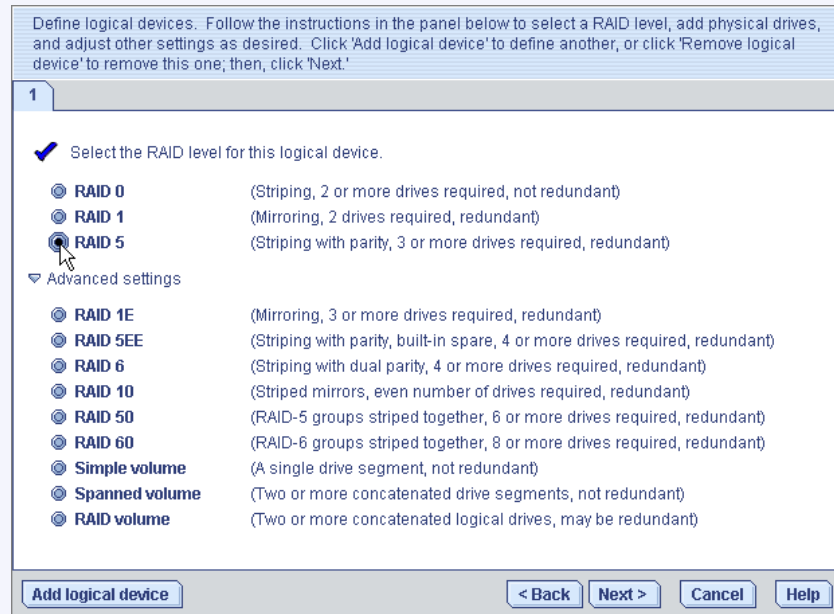 Define logical devices. Follow the instructions in the panel below to select a RAID level, add physical drives,
and adjust other settings as desired. Click 'Add logical device' to define another, or click 'Remove logical
device' to remove this one; then, click 'Next.'
1
Select the RAID level for this logical device.
RAID 0 (Striping, 2 or more drives required, not redundant)
RAID 1 (Mirroring, 2 drives required, redundant)
RAID 5 (Striping with parity, 3 or more drives required, redundant)
Advanced settings
RAID 1E (Mirroring, 3 or more drives required, redundant)
RAID 5EE (Striping with parity, built-in spare, 4 or more drives required, redundant)
RAID 6 (Striping with dual parity, 4 or more drives required, redundant)
RAID 10 (Striped mirrors, even number of drives required, redundant)
RAID 50 (RAID-5 groups striped together, 6 or more drives required, redundant)
RAID 60 (RAID-6 groups striped together, 8 or more drives required, redundant)
Simple volume (A single drive segment, not redundant)
Spanned volume (Two or more concatenated drive segments, not redundant)
RAID volume (Two or more concatenated logical drives, may be redundant)
Add logical device < Back Next > Cancel Help